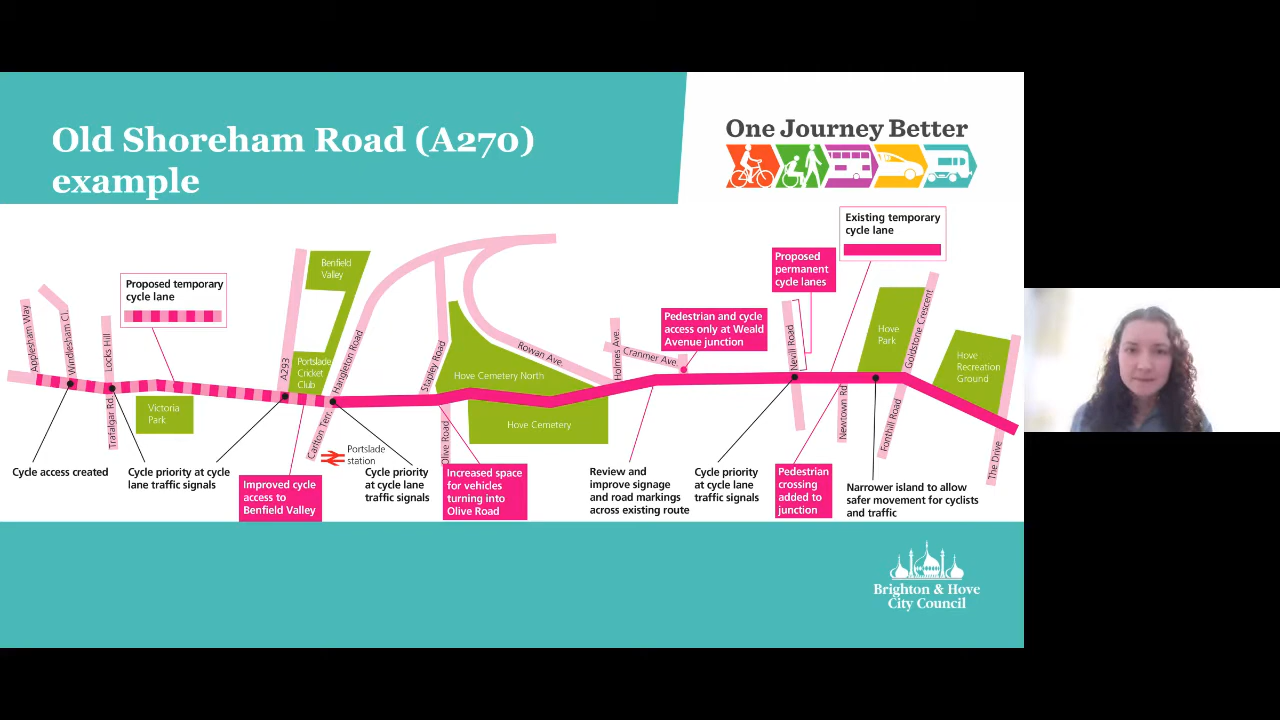 Old Shoreham Road (A270)
example
One Journey Better
Existing temporary
cycle lane
Proposed
permanent
cycle lanes
Proposed temporary
cycle lane
Benfield
Valley
Pedestrian and cycle
access only at Weald
Avenue junction
Applesham Way
Windlesham Cl.
Locks Hill
A293
Portslade
Cricket
Club
Hangleton Road
Stapley Road
Rowan Ave.
Holmes Ave.
Cranmer Ave.
Nevill Road
Hove
Park
Goldstone Crescent
Hove
Recreation
Ground
Hove Cemetery North
Hove Cemetery
Victoria
Park
Trafalgar Rd.
Carlton Terr.
Portslade
station
Olive Road
Newtown Rd
Fonthill Road
The Drive
Cycle access created
Cycle priority at cycle
lane traffic signals
Improved cycle
access to
Benfield Valley
Cycle priority
at cycle lane
traffic signals
Increased space
for vehicles
turning into
Olive Road
Review and
improve signage
and road markings
across existing route
Cycle priority
at cycle lane
traffic signals
Pedestrian
crossing
added to
junction
Narrower island to allow
safer movement for cyclists
and traffic
Brighton & Hove
City Council